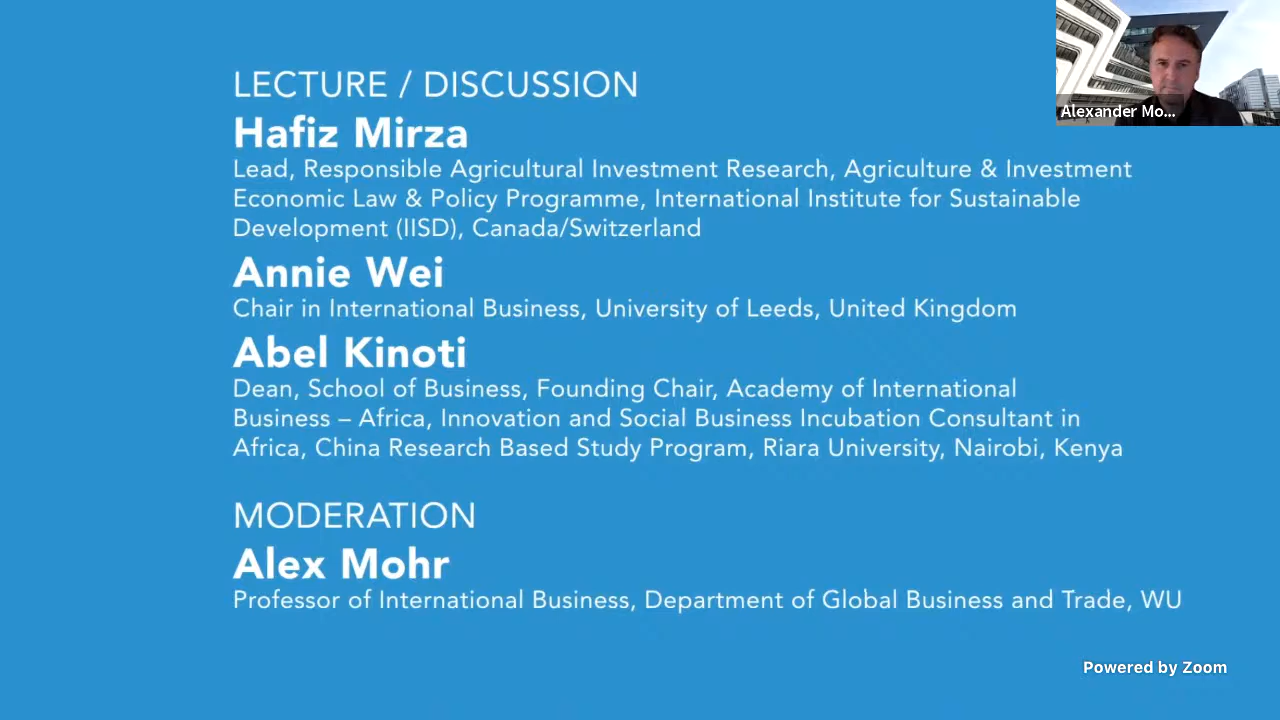 LECTURE / DISCUSSION
Hafiz Mirza
Lead, Responsible Agricultural Investment Research, Agriculture & Investment
Economic Law & Policy Programme, International Institute for Sustainable
Development (IISD), Canada/Switzerland
Annie Wei
Chair in International Business, University of Leeds, United Kingdom
Abel Kinoti
Dean, School of Business, Founding Chair, Academy of International
Business – Africa, Innovation and Social Business Incubation Consultant in
Africa, China Research Based Study Program, Riara University, Nairobi, Kenya
MODERATION
Alex Mohr
Professor of International Business, Department of Global Business and Trade, WU
Alexander Mo...
Powered by Zoom